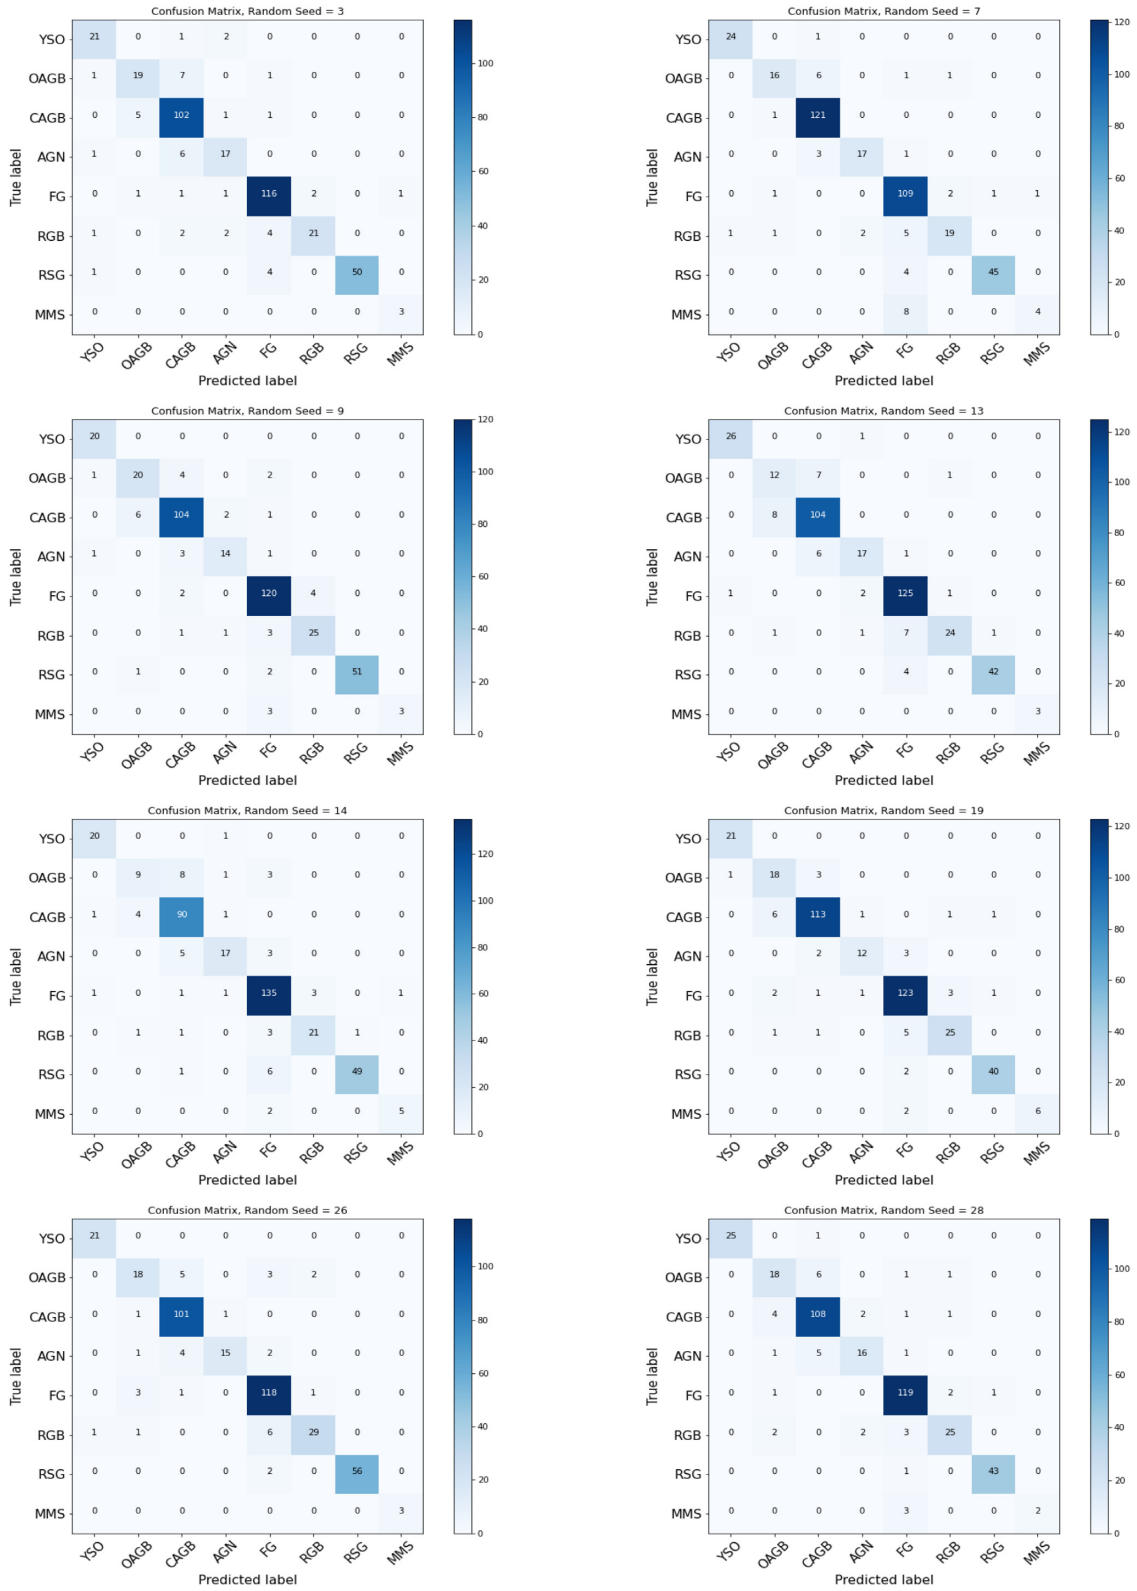 Confusion Matrix, Random Seed = 3
True label
YSO 21 0 1 2 0 0 0 0
OAGB 1 19 7 0 1 0 0 0
CAGB 0 5 102 1 1 0 0 0
AGN 1 0 6 17 0 0 0 0
FG 0 1 1 1 116 2 0 1
RGB 1 0 2 2 4 21 0 0
RSG 1 0 0 0 4 0 50 0
MMS 0 0 0 0 0 0 0 3
YSO OAGB CAGB AGN FG RGB RSG MMS
Predicted label
100
80
60
40
20
0
Confusion Matrix, Random Seed = 7
True label
YSO 24 0 1 0 0 0 0 0
OAGB 0 16 6 0 1 1 0 0
CAGB 0 1 121 0 0 0 0 0
AGN 0 0 3 17 1 0 0 0
FG 0 1 0 0 109 2 1 1
RGB 1 1 0 2 5 19 0 0
RSG 0 0 0 0 4 0 45 0
MMS 0 0 0 0 8 0 0 4
YSO OAGB CAGB AGN FG RGB RSG MMS
Predicted label
120
100
80
60
40
20
0
Confusion Matrix, Random Seed = 9
True label
YSO 20 0 0 0 0 0 0 0
OAGB 1 20 4 0 2 0 0 0
CAGB 0 6 104 2 1 0 0 0
AGN 1 0 3 14 1 0 0 0
FG 0 0 2 0 120 4 0 0
RGB 0 0 1 1 3 25 0 0
RSG 0 1 0 0 2 0 51 0
MMS 0 0 0 0 3 0 0 3
YSO OAGB CAGB AGN FG RGB RSG MMS
Predicted label
120
100
80
60
40
20
0
Confusion Matrix, Random Seed = 13
True label
YSO 26 0 0 1 0 0 0 0
OAGB 0 12 7 0 0 1 0 0
CAGB 0 8 104 0 0 0 0 0
AGN 0 0 6 17 1 0 0 0
FG 1 0 0 2 125 1 0 0
RGB 0 1 0 1 7 24 1 0
RSG 0 0 0 0 4 0 42 0
MMS 0 0 0 0 0 0 0 3
YSO OAGB CAGB AGN FG RGB RSG MMS
Predicted label
120
100
80
60
40
20
0
Confusion Matrix, Random Seed = 14
True label
YSO 20 0 0 1 0 0 0 0
OAGB 0 9 8 1 3 0 0 0
CAGB 1 4 90 1 0 0 0 0
AGN 0 0 5 17 3 0 0 0
FG 1 0 1 1 135 3 0 1
RGB 0 1 1 0 3 21 1 0
RSG 0 0 1 0 6 0 49 0
MMS 0 0 0 0 2 0 0 5
YSO OAGB CAGB AGN FG RGB RSG MMS
Predicted label
120
100
80
60
40
20
0
Confusion Matrix, Random Seed = 19
True label
YSO 21 0 0 0 0 0 0 0
OAGB 1 18 3 0 0 0 0 0
CAGB 0 6 113 1 0 1 1 0
AGN 0 0 2 12 3 0 0 0
FG 0 2 1 1 123 3 1 0
RGB 0 1 1 0 5 25 0 0
RSG 0 0 0 0 2 0 40 0
MMS 0 0 0 0 2 0 0 6
YSO OAGB CAGB AGN FG RGB RSG MMS
Predicted label
120
100
80
60
40
20
0
Confusion Matrix, Random Seed = 26
True label
YSO 21 0 0 0 0 0 0 0
OAGB 0 18 5 0 3 2 0 0
CAGB 0 1 101 1 0 0 0 0
AGN 0 1 4 15 2 0 0 0
FG 0 3 1 0 118 1 0 0
RGB 1 1 0 0 6 29 0 0
RSG 0 0 0 0 2 0 56 0
MMS 0 0 0 0 0 0 0 3
YSO OAGB CAGB AGN FG RGB RSG MMS
Predicted label
100
80
60
40
20
0
Confusion Matrix, Random Seed = 28
True label
YSO 25 0 1 0 0 0 0 0
OAGB 0 18 6 0 1 1 0 0
CAGB 0 4 108 2 1 1 0 0
AGN 0 1 5 16 1 0 0 0
FG 0 1 0 0 119 2 1 0
RGB 0 2 0 2 3 25 0 0
RSG 0 0 0 0 1 0 43 0
MMS 0 0 0 0 3 0 0 2
YSO OAGB CAGB AGN FG RGB RSG MMS
Predicted label
100
80
60
40
20
0